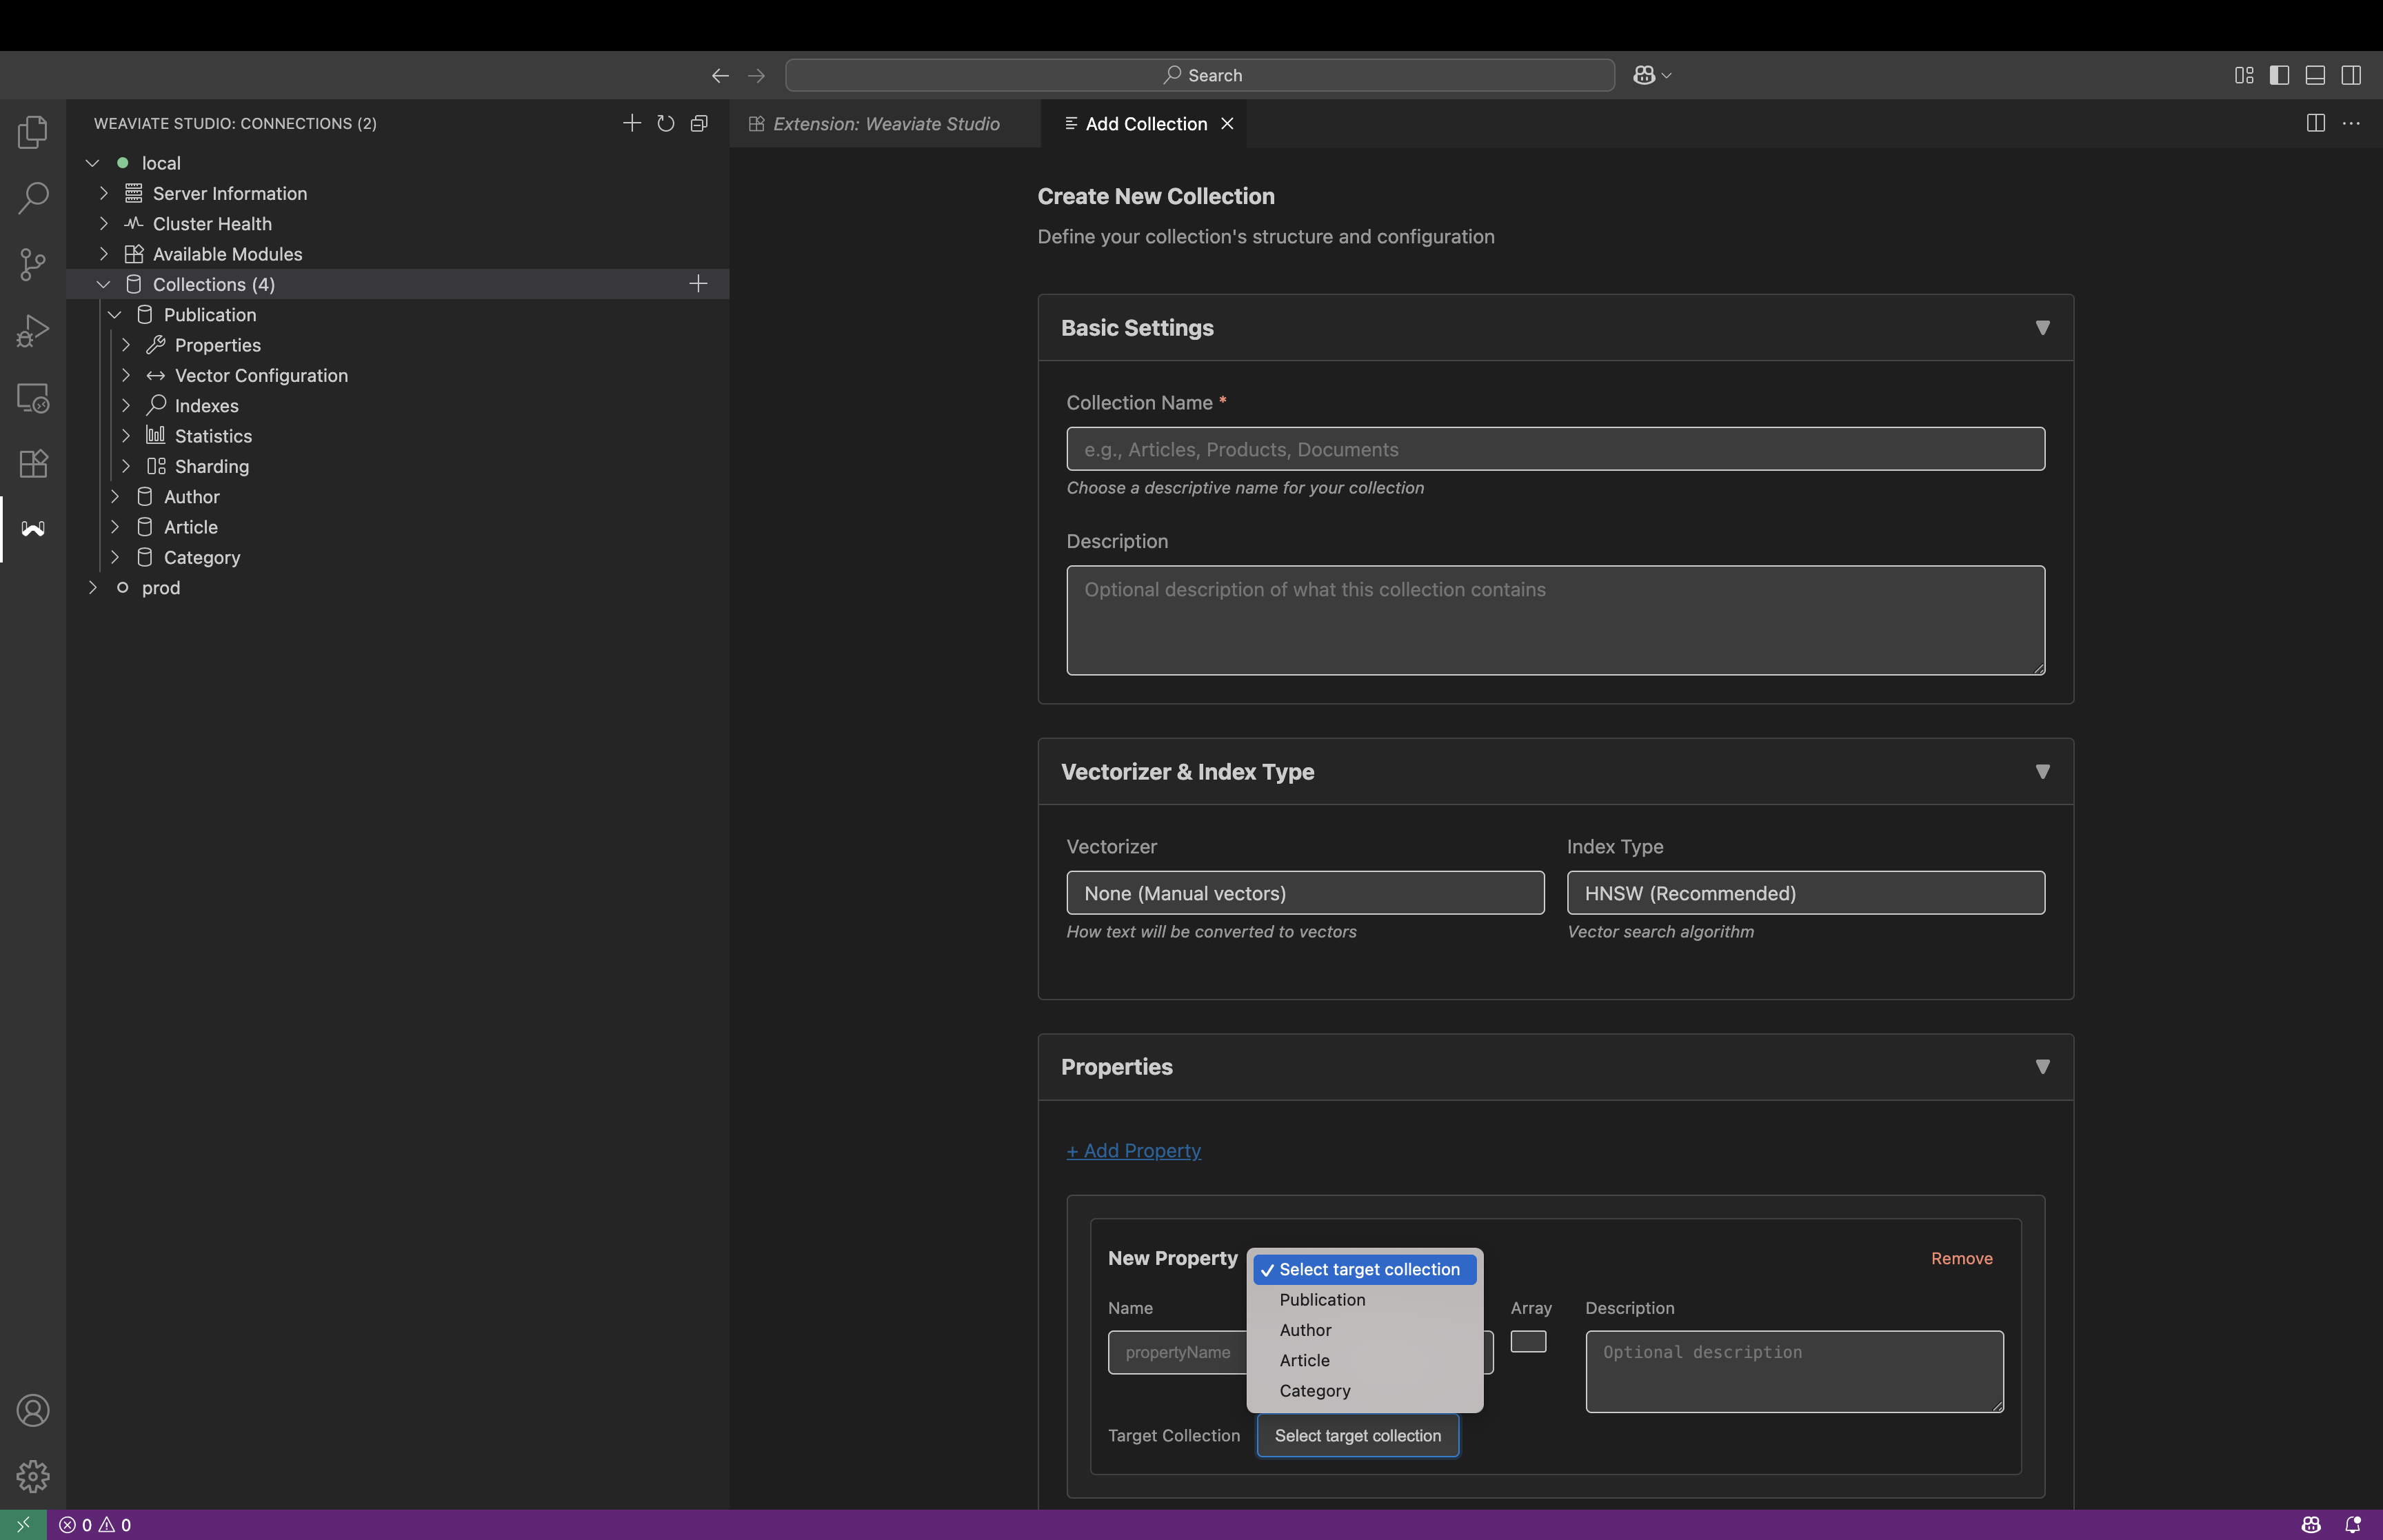 Search
WEAVIATE STUDIO: CONNECTIONS (2)
local
Server Information
Cluster Health
Available Modules
Collections (4)
Publication
Properties
Vector Configuration
Indexes
Statistics
Sharding
Author
Article
Category
prod
Extension: Weaviate Studio
Add Collection
Create New Collection
Define your collection's structure and configuration
Basic Settings
Collection Name *
e.g., Articles, Products, Documents
Choose a descriptive name for your collection
Description
Optional description of what this collection contains
Vectorizer & Index Type
Vectorizer
Index Type
None (Manual vectors)
HNSW (Recommended)
How text will be converted to vectors
Vector search algorithm
Properties
+ Add Property
New Property
Remove
Select target collection
Publication
Author
Article
Category
Name
Array
Description
propertyName
Optional description
Target Collection
Select target collection
0
0